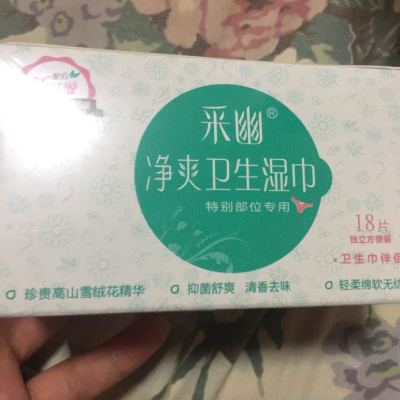 配方
采幽®
净爽卫生湿巾
特别部位专用
18片
独立方便装
·卫生巾伴侣
珍贵高山雪绒花精华
抑菌舒爽 清香去味
轻柔绵软无纺